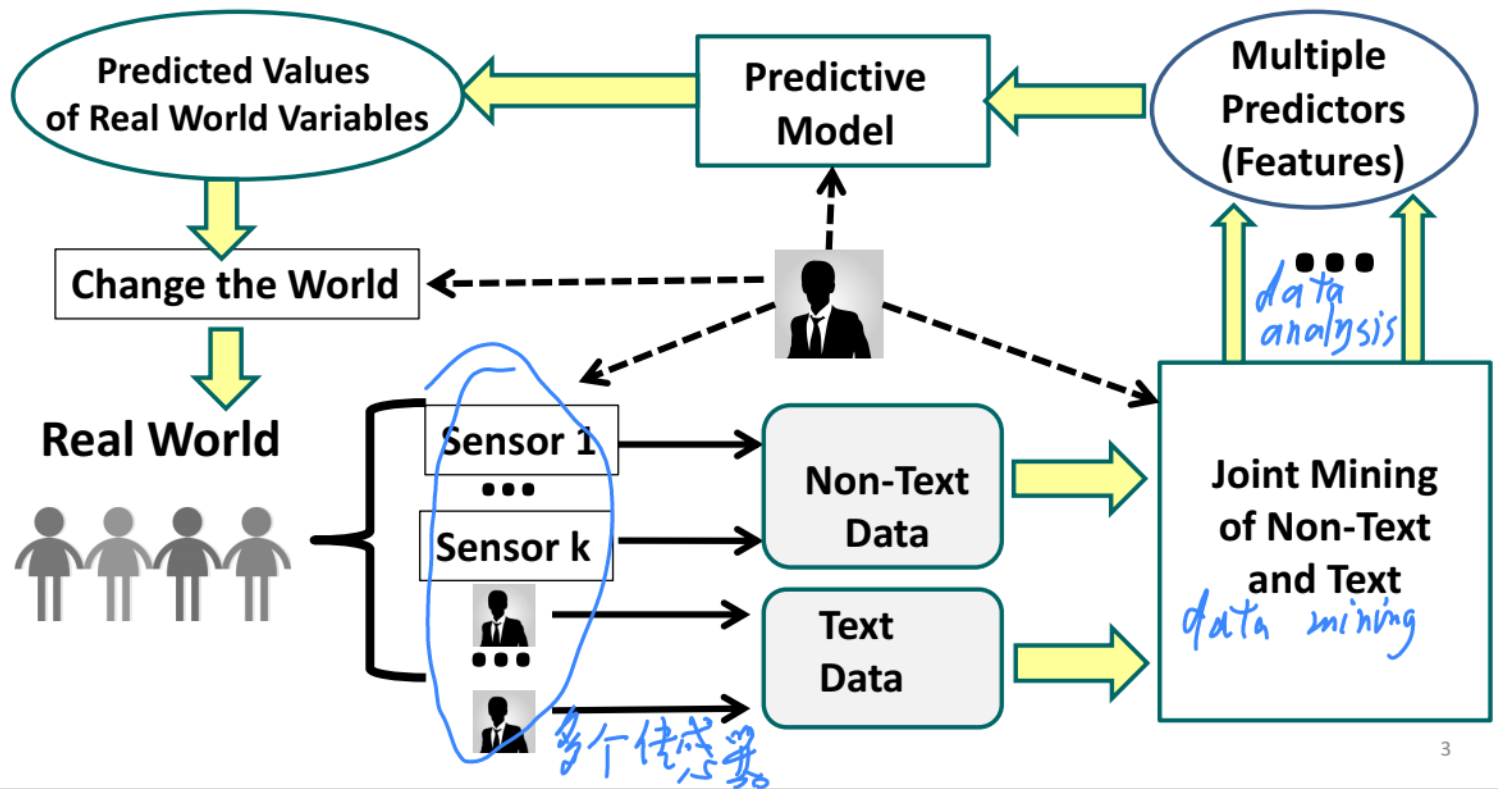 Predicted Values
of Real World Variables
Predictive
Model
Multiple
Predictors
(Features)
Change the World
data
analysis
Real World
Sensor 1
Sensor k
Non-Text
Data
Text
Data
Joint Mining
of Non-Text
and Text
data mining
多个传感器
3